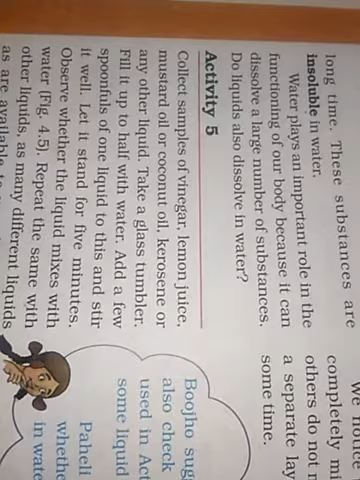 long time. These substances are
insoluble in water.
Water plays an important role in the
functioning of our body because it can
dissolve a large number of substances.
Do liquids also dissolve in water?
Activity 5
Collect samples of vinegar, lemon juice,
mustard oil or coconut oil, kerosene or
any other liquid. Take a glass tumbler.
Fill it up to half with water. Add a few
spoonfuls of one liquid to this and stir
it well. Let it stand for five minutes.
Observe whether the liquid mixes with
water (Fig. 4.5). Repeat the same with
other liquids, as many different liquids
as are available to
We notice
completely mi
others do not
a separate lay
some time.
Boojho sug
also check
used in Act
some liquid
Paheli
whethe
in wate